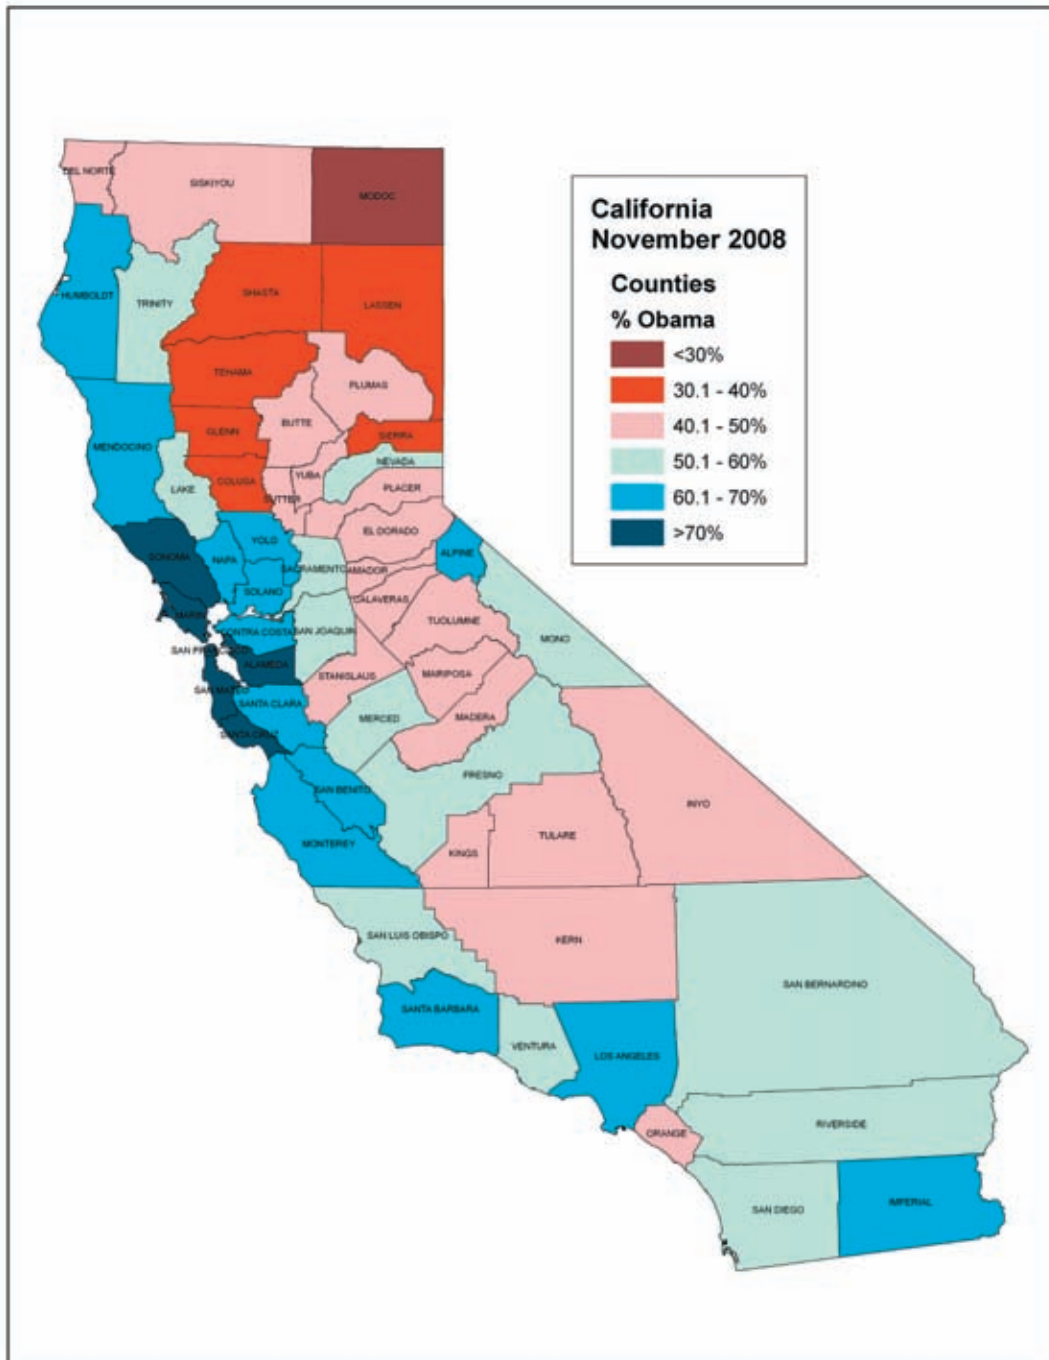 California
November 2008
Counties
% Obama
<30%
30.1 - 40%
40.1 - 50%
50.1 - 60%
60.1 - 70%
>70%
DEL NORTE
SISKIYOU
MODOC
HUMBOLDT
TRINITY
SHASTA
LASSEN
TEHAMA
PLUMAS
MENDOCINO
GLENN
BUTTE
SIERRA
LAKE
COLUSA
SUTTER
YUBA
NEVADA
PLACER
EL DORADO
SONOMA
NAPA
YOLO
SACRAMENTO
AMADOR
ALPINE
SOLANO
CALAVERAS
MARIN
CONTRA COSTA
SAN JOAQUIN
TUOLUMNE
MONO
SAN FRANCISCO
ALAMEDA
STANISLAUS
MARIPOSA
SAN MATEO
SANTA CLARA
MERCED
MADERA
SANTA CRUZ
FRESNO
SAN BENITO
INYO
MONTEREY
KINGS
TULARE
SAN LUIS OBISPO
KERN
SAN BERNARDINO
SANTA BARBARA
VENTURA
LOS ANGELES
ORANGE
RIVERSIDE
SAN DIEGO
IMPERIAL